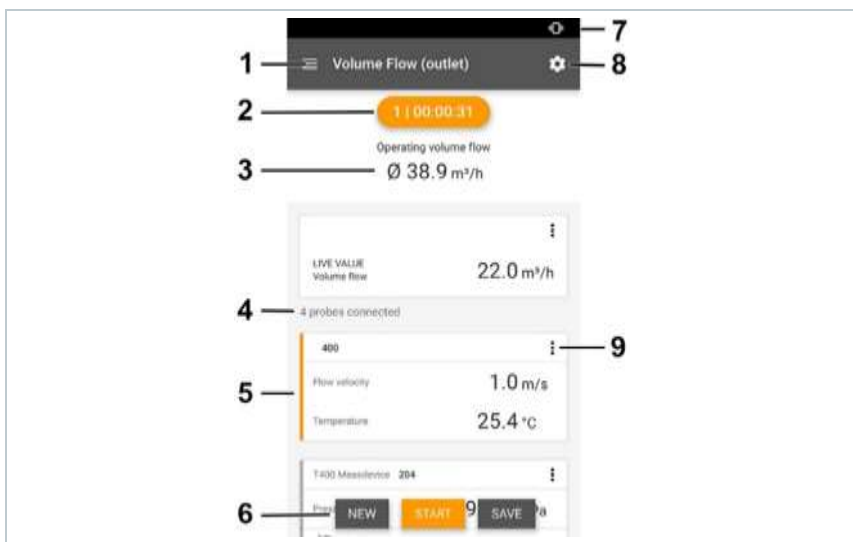 7
1 Volume Flow (outlet) 8
2 1 | 00:00:31
Operating volume flow
3 Ø 38.9 m³/h
LIVE VALUE
Volume flow 22.0 m³/h
4 4 probes connected
400 9
5 Flow velocity 1.0 m/s
Temperature 25.4 °C
T400 204
6 NEW START 9 SAVE a